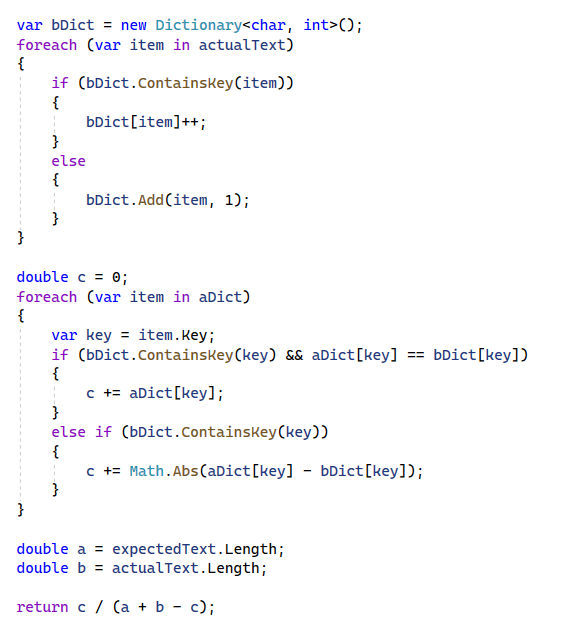 var bDict = new Dictionary<char, int>();
foreach (var item in actualText)
{
    if (bDict.ContainsKey(item))
    {
        bDict[item]++;
    }
    else
    {
        bDict.Add(item, 1);
    }
}

double c = 0;
foreach (var item in aDict)
{
    var key = item.Key;
    if (bDict.ContainsKey(key) && aDict[key] == bDict[key])
    {
        c += aDict[key];
    }
    else if (bDict.ContainsKey(key))
    {
        c += Math.Abs(aDict[key] - bDict[key]);
    }
}

double a = expectedText.Length;
double b = actualText.Length;

return c / (a + b - c);